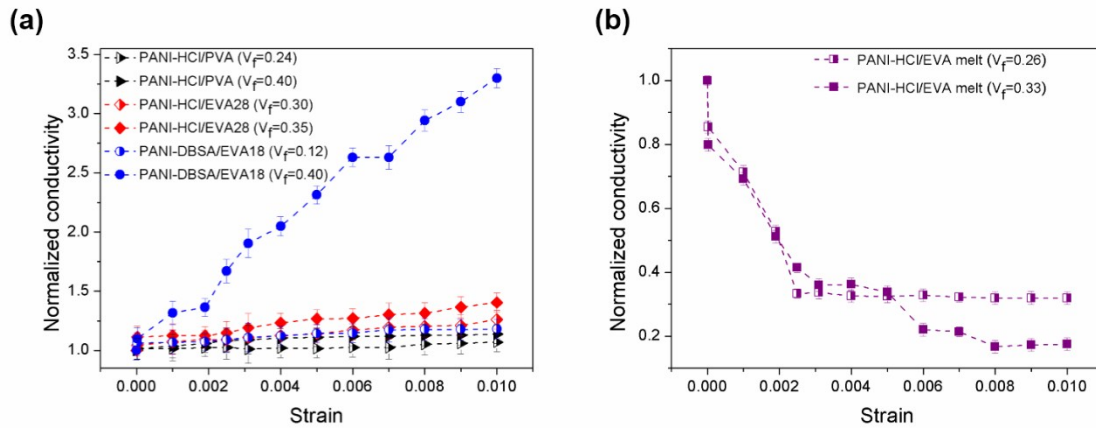 (a)
Normalized conductivity
3.5
3.0
2.5
2.0
1.5
1.0
PANI-HCl/PVA (Vf=0.24)
PANI-HCl/PVA (Vf=0.40)
PANI-HCl/EVA28 (Vf=0.30)
PANI-HCl/EVA28 (Vf=0.35)
PANI-DBSA/EVA18 (Vf=0.12)
PANI-DBSA/EVA18 (Vf=0.40)
0.000 0.002 0.004 0.006 0.008 0.010
Strain
(b)
Normalized conductivity
1.0
0.8
0.6
0.4
0.2
PANI-HCl/EVA melt (Vf=0.26)
PANI-HCl/EVA melt (Vf=0.33)
0.000 0.002 0.004 0.006 0.008 0.010
Strain